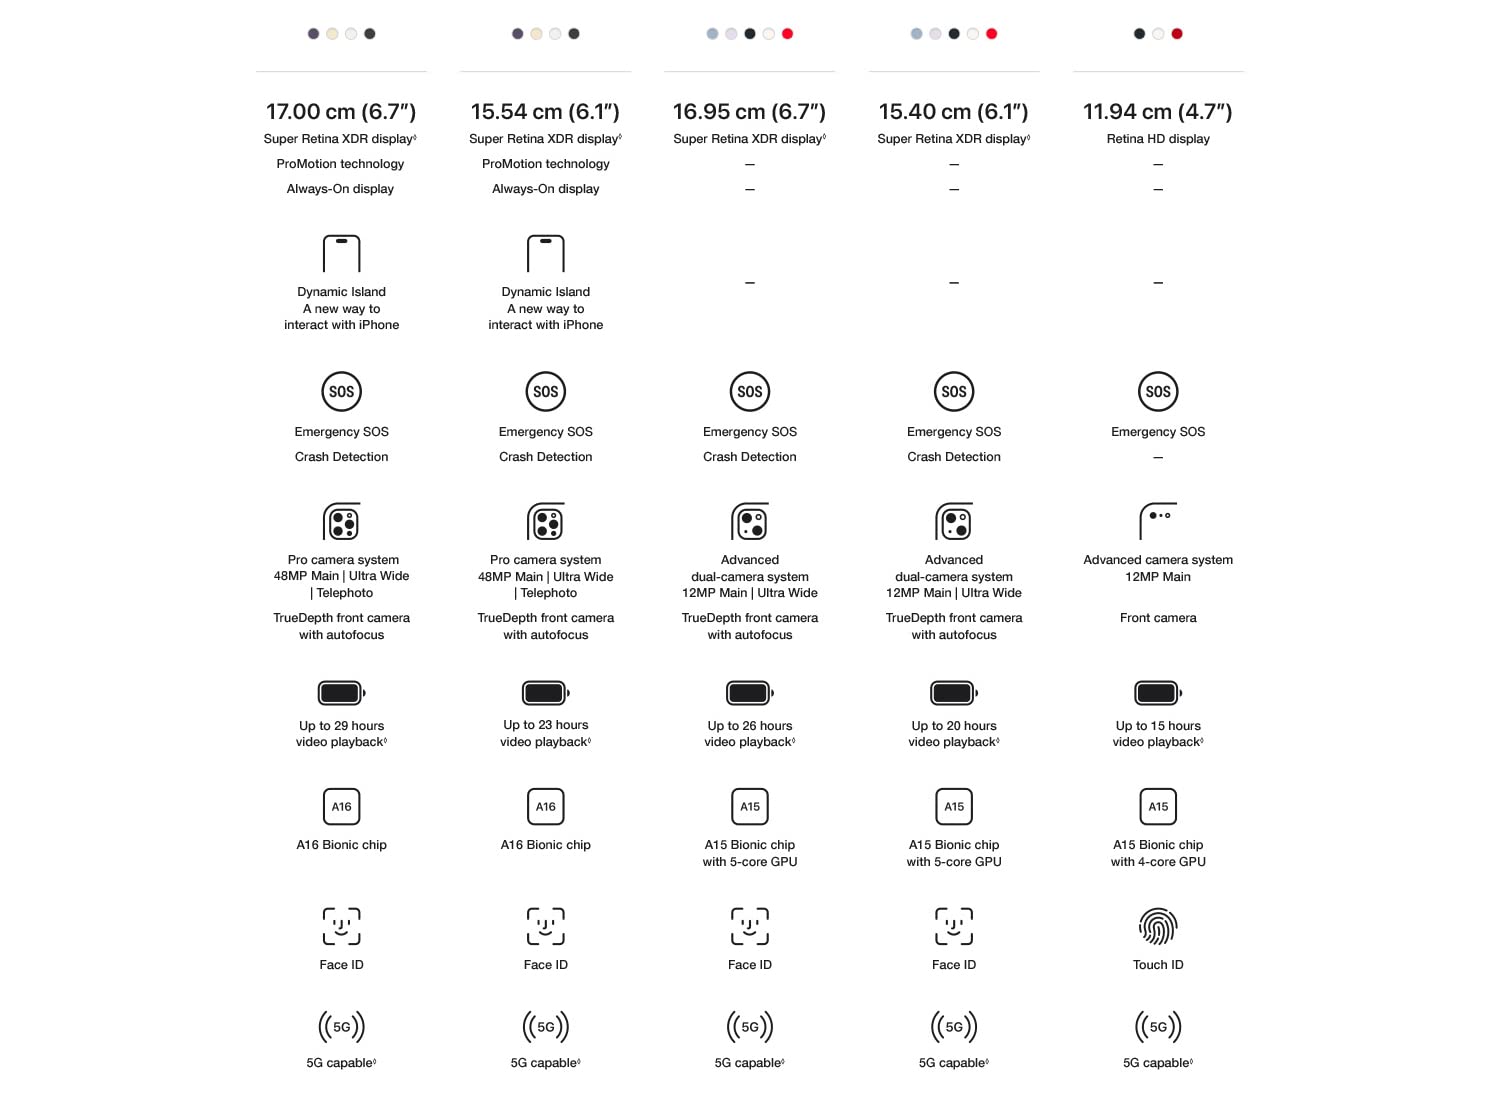 17.00 cm (6.7″) 15.54 cm (6.1″) 16.95 cm (6.7″) 15.40 cm (6.1″) 11.94 cm (4.7″)
Super Retina XDR display◊ Super Retina XDR display◊ Super Retina XDR display◊ Super Retina XDR display◊ Retina HD display
ProMotion technology ProMotion technology — — —
Always-On display Always-On display — — —
Dynamic Island Dynamic Island — — —
A new way to A new way to
interact with iPhone interact with iPhone
SOS SOS SOS SOS SOS
Emergency SOS Emergency SOS Emergency SOS Emergency SOS Emergency SOS
Crash Detection Crash Detection Crash Detection Crash Detection —
Pro camera system Pro camera system Advanced Advanced Advanced camera system
48MP Main | Ultra Wide 48MP Main | Ultra Wide dual-camera system dual-camera system 12MP Main
| Telephoto | Telephoto 12MP Main | Ultra Wide 12MP Main | Ultra Wide
TrueDepth front camera TrueDepth front camera TrueDepth front camera TrueDepth front camera Front camera
with autofocus with autofocus with autofocus with autofocus
Up to 29 hours Up to 23 hours Up to 26 hours Up to 20 hours Up to 15 hours
video playback◊ video playback◊ video playback◊ video playback◊ video playback◊
A16 A16 A15 A15 A15
A16 Bionic chip A16 Bionic chip A15 Bionic chip A15 Bionic chip A15 Bionic chip
with 5-core GPU with 5-core GPU with 4-core GPU
Face ID Face ID Face ID Face ID Touch ID
5G 5G 5G 5G 5G
5G capable◊ 5G capable◊ 5G capable◊ 5G capable◊ 5G capable◊